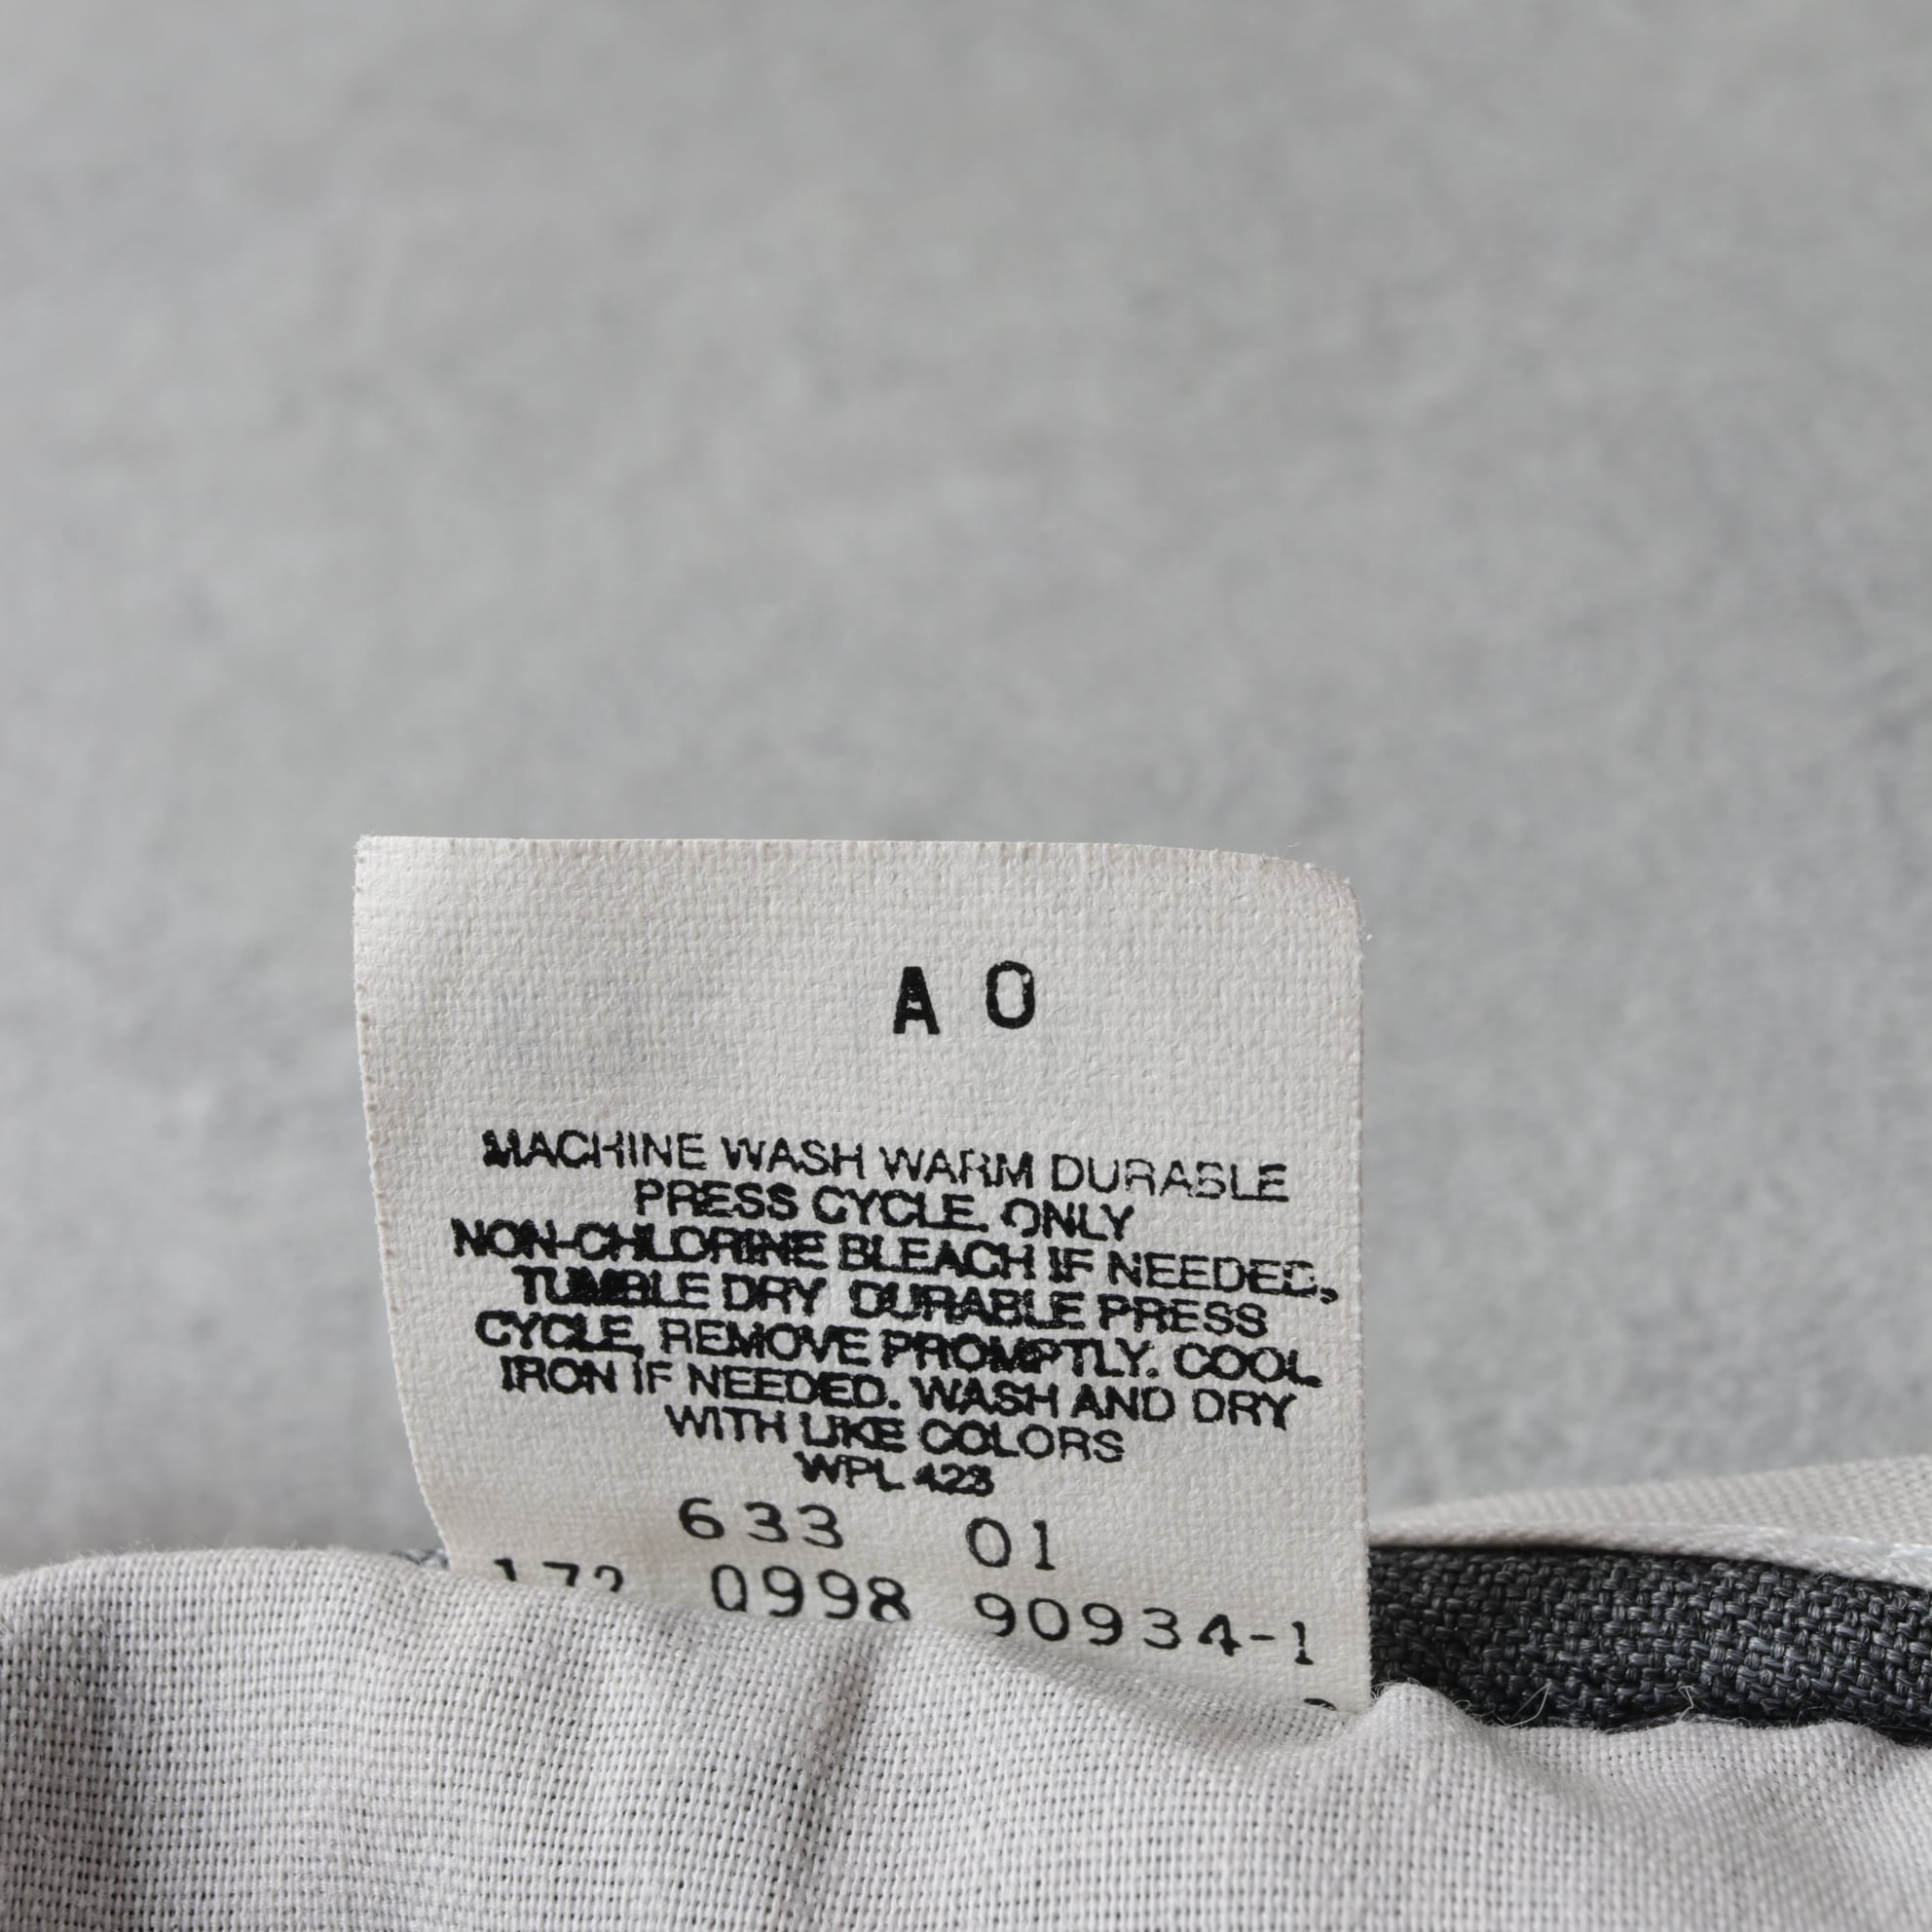 A 0
MACHINE WASH WARM DURABLE
PRESS CYCLE. ONLY
NON-CHLORINE BLEACH IF NEEDED,
TUMBLE DRY DURABLE PRESS
CYCLE, REMOVE PROMPTLY. COOL
IRON IF NEEDED. WASH AND DRY
WITH LIKE COLORS
WPL 423
633 01
0998 90934-1